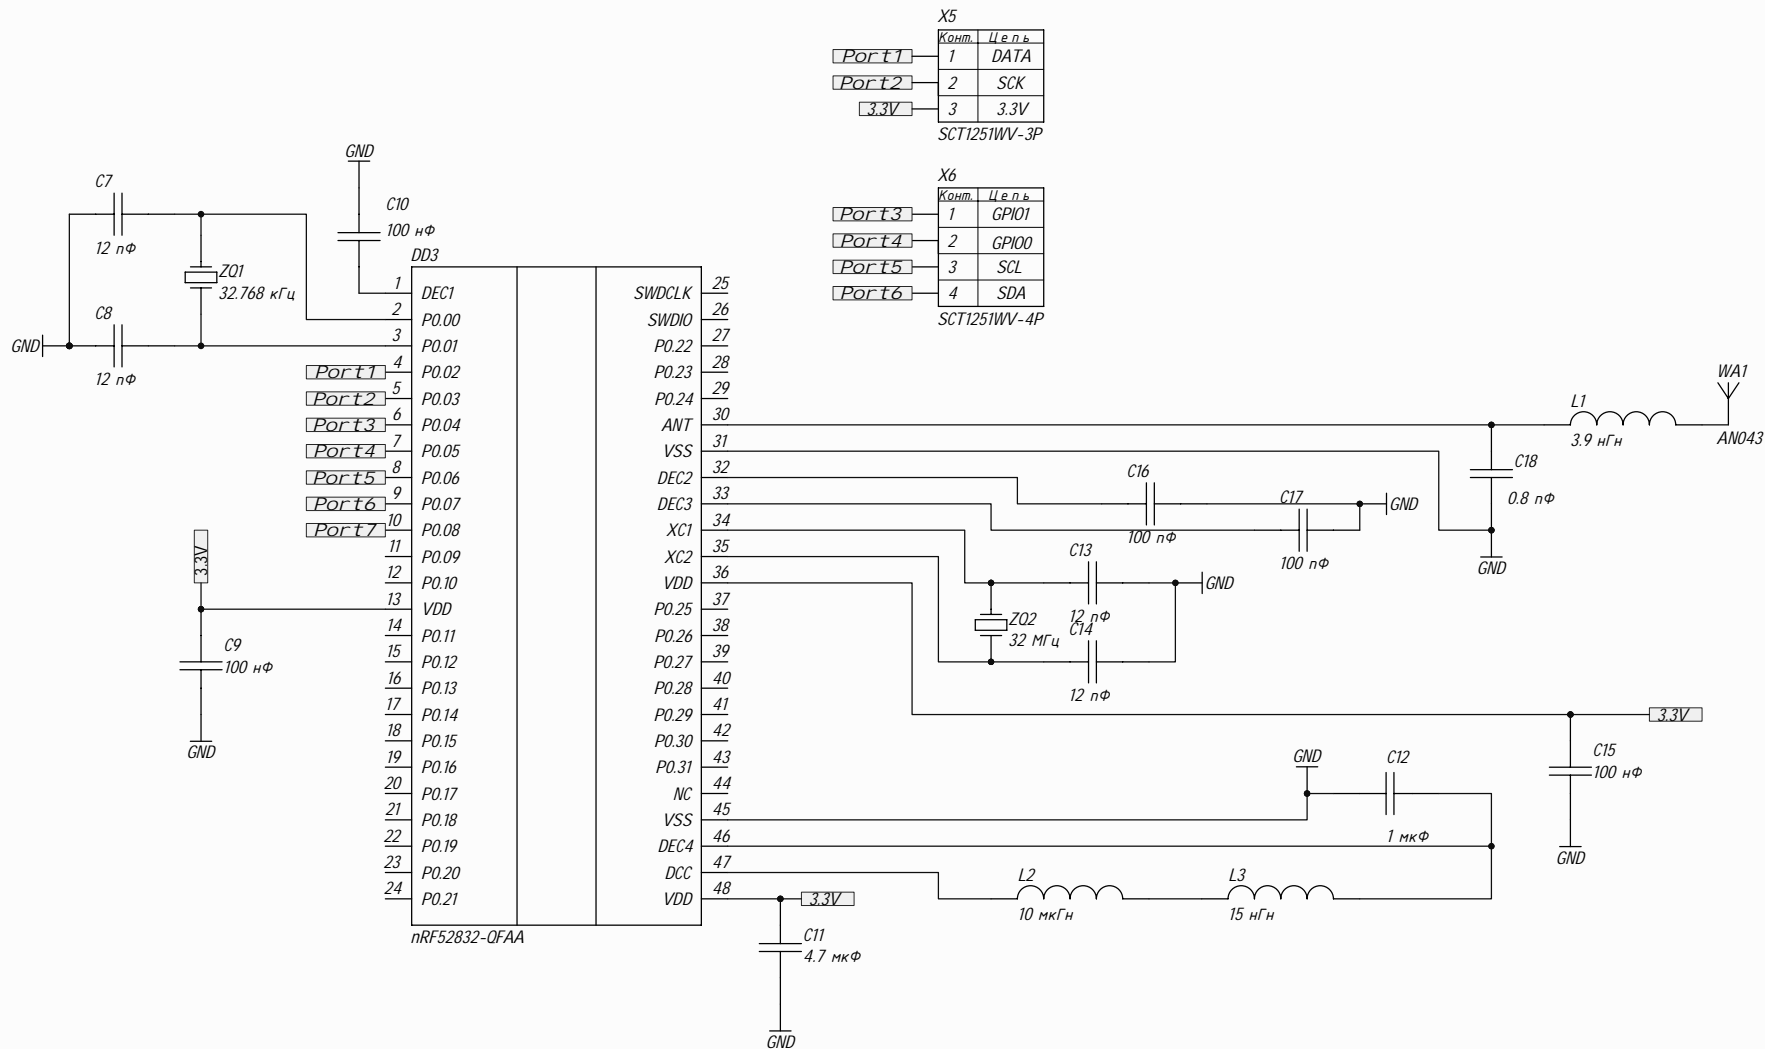 X5
Конт. Цепь
Port1 1 DATA
Port2 2 SCK
3.3V 3 3.3V
SCT1251WV-3P
X6
Конт. Цепь
Port3 1 GPIO1
Port4 2 GPIO0
Port5 3 SCL
Port6 4 SDA
SCT1251WV-4P
GND
C7
12 пФ
C10
100 нФ
ZQ1
32.768 кГц
C8
12 пФ
GND
DD3
1 DEC1
2 P0.00
3 P0.01
Port1 4 P0.02
Port2 5 P0.03
Port3 6 P0.04
Port4 7 P0.05
Port5 8 P0.06
Port6 9 P0.07
Port7 10 P0.08
11 P0.09
12 P0.10
13 VDD
14 P0.11
15 P0.12
16 P0.13
17 P0.14
18 P0.15
19 P0.16
20 P0.17
21 P0.18
22 P0.19
23 P0.20
24 P0.21
SWDCLK 25
SWDIO 26
P0.22 27
P0.23 28
P0.24 29
ANT 30
VSS 31
DEC2 32
DEC3 33
XC1 34
XC2 35
VDD 36
P0.25 37
P0.26 38
P0.27 39
P0.28 40
P0.29 41
P0.30 42
P0.31 43
NC 44
VSS 45
DEC4 46
DCC 47
VDD 48
nRF52832-QFAA
3.3V
C9
100 нФ
GND
WA1
AN043
L1
3.9 нГн
C18
0.8 пФ
GND
C16
100 пФ
C17
100 пФ
GND
C13
12 пФ
GND
ZQ2
32 МГц
C14
12 пФ
3.3V
C15
100 нФ
GND
GND
C12
1 мкФ
L2
10 мкГн
L3
15 нГн
3.3V
C11
4.7 мкФ
GND